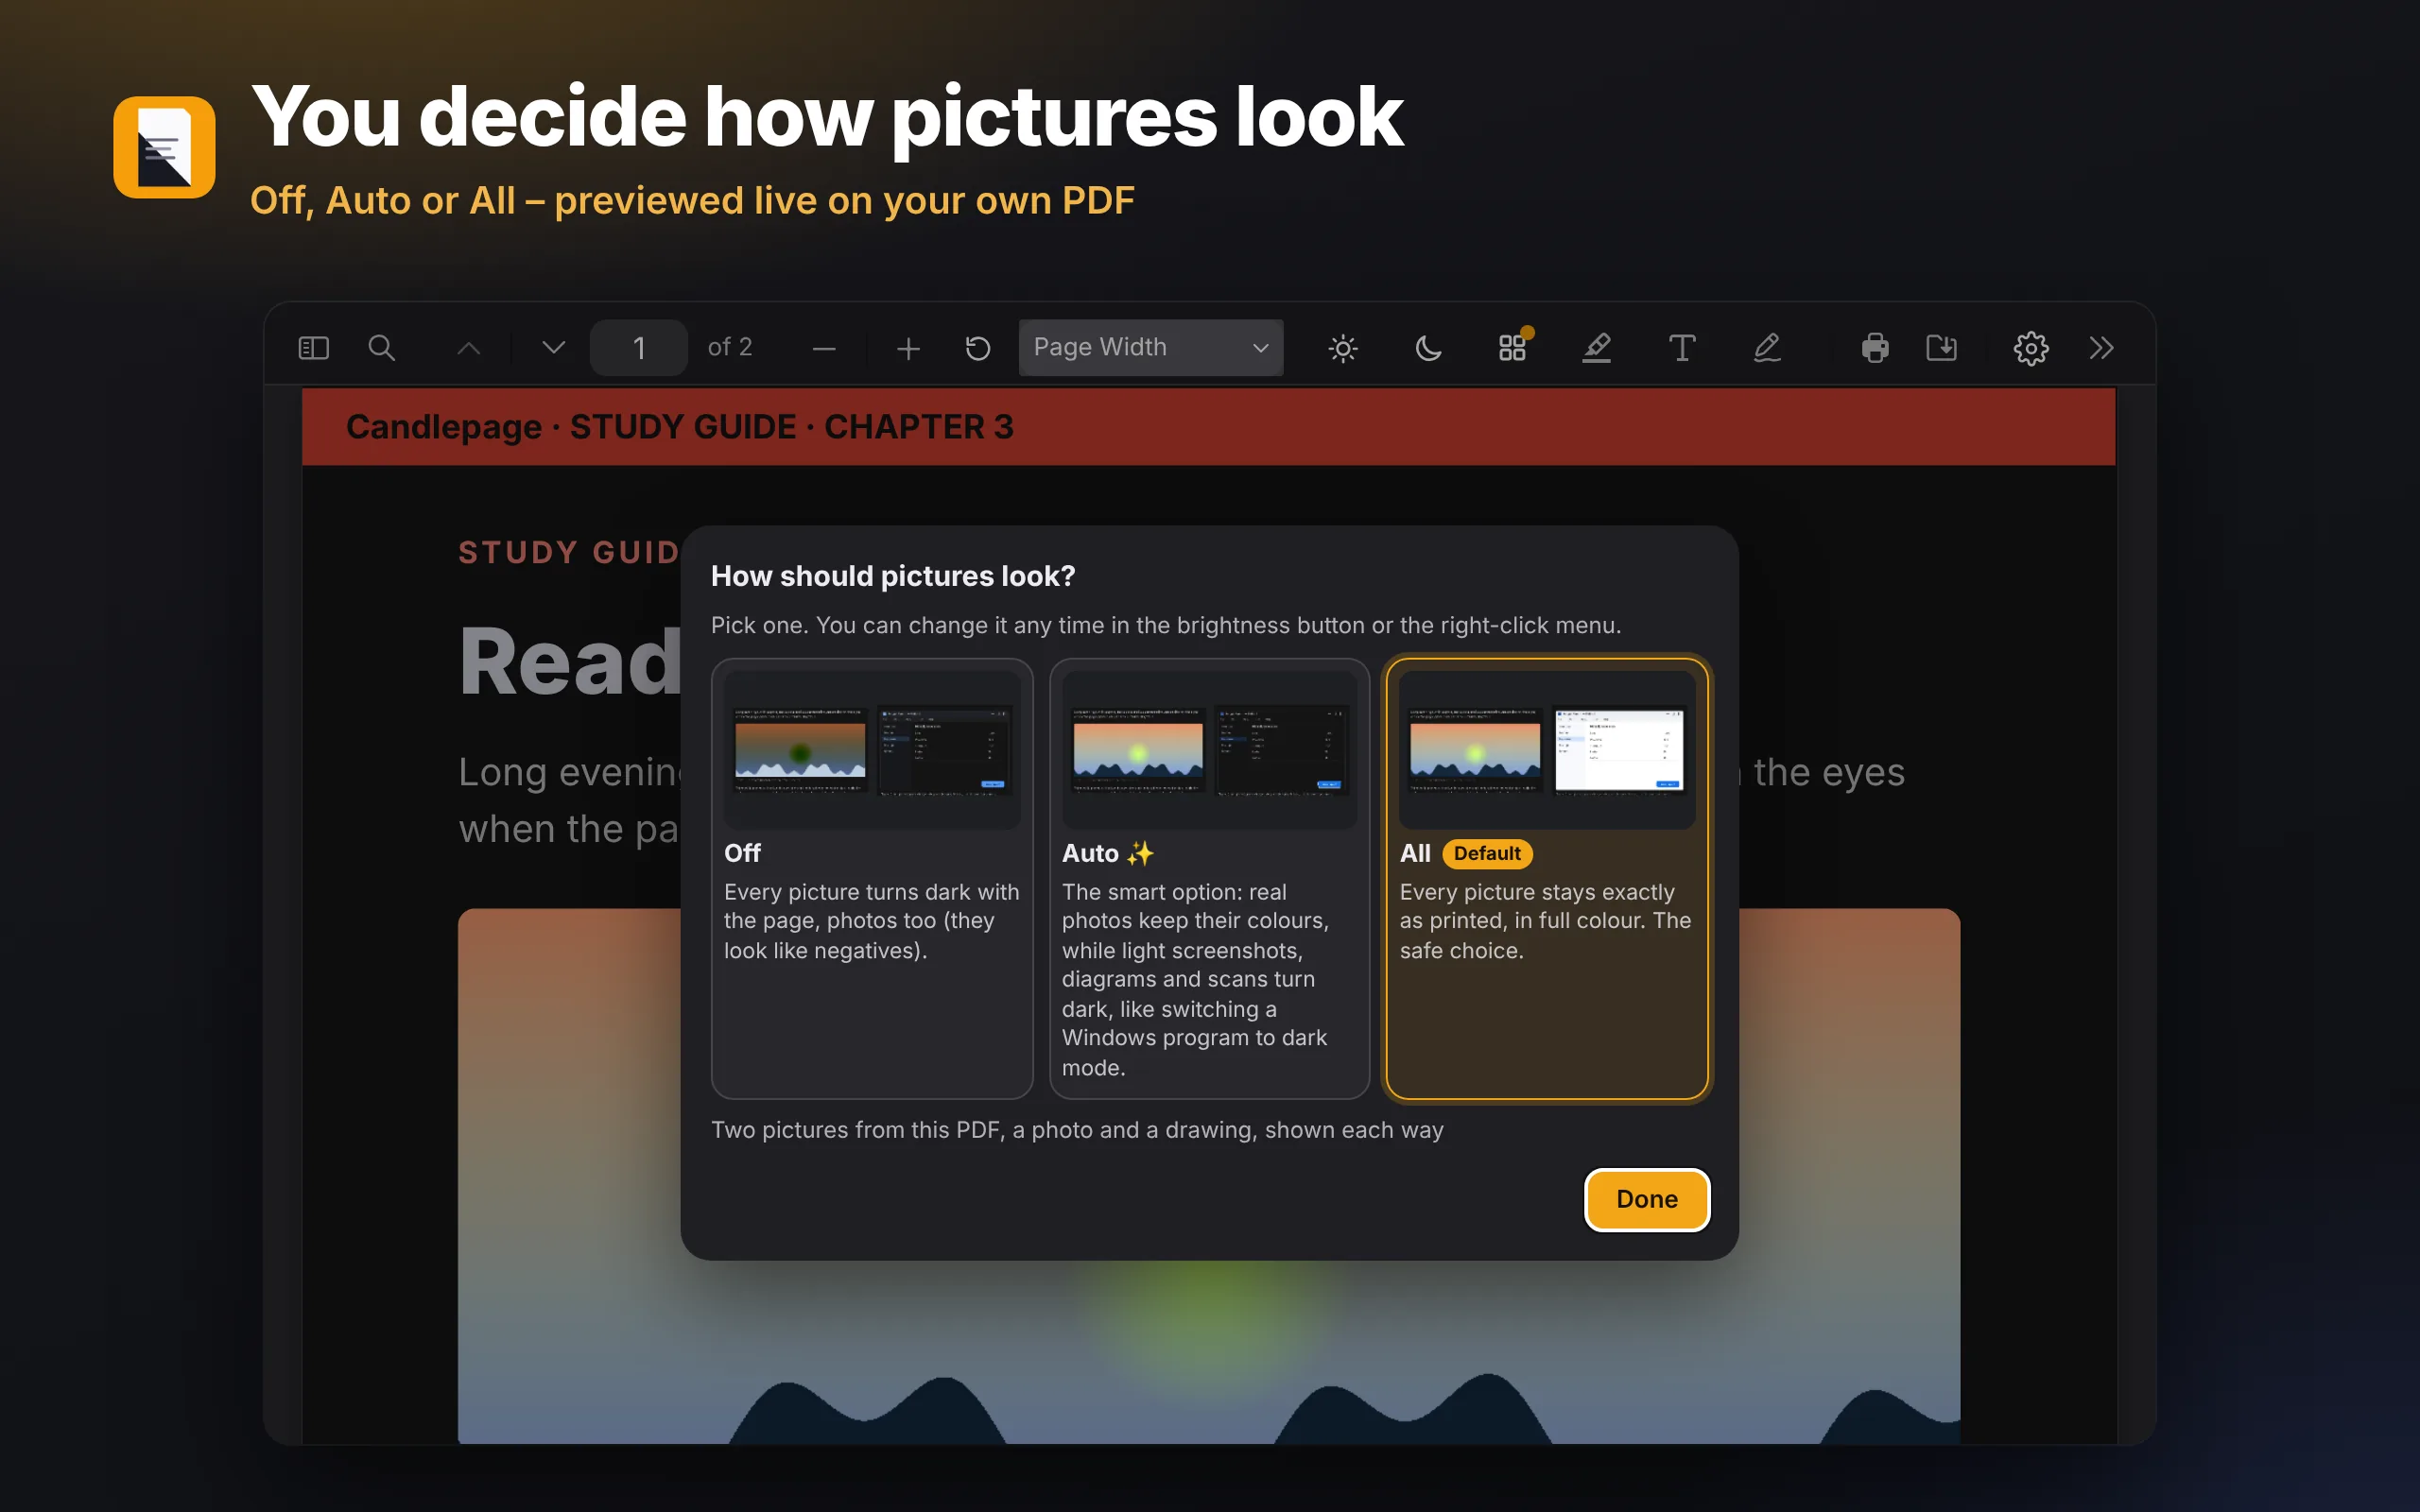 You decide how pictures look
Off, Auto or All – previewed live on your own PDF
1 of 2 Page Width
Candlepage · STUDY GUIDE · CHAPTER 3
STUDY GUID
Read
Long evening
the eyes
when the pa
How should pictures look?
Pick one. You can change it any time in the brightness button or the right-click menu.
Off
Every picture turns dark with
the page, photos too (they
look like negatives).
Auto ✨
The smart option: real
photos keep their colours,
while light screenshots,
diagrams and scans turn
dark, like switching a
Windows program to dark
mode.
All Default
Every picture stays exactly
as printed, in full colour. The
safe choice.
Two pictures from this PDF, a photo and a drawing, shown each way
Done